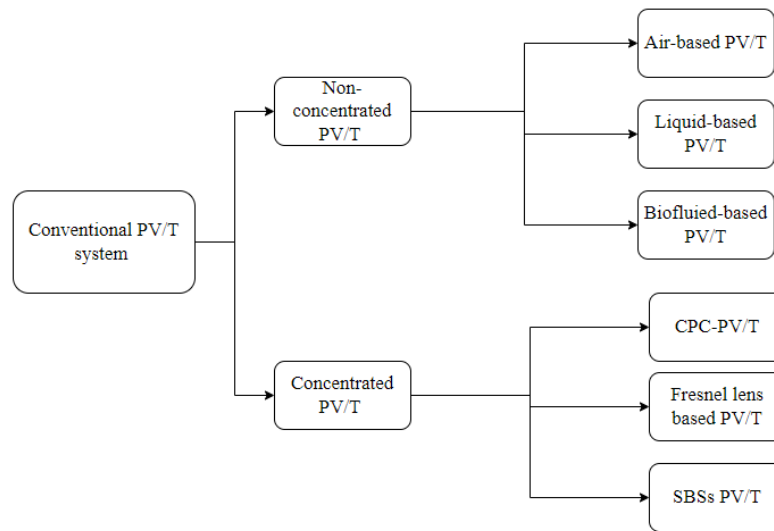 Conventional PV/T
system
Non-
concentrated
PV/T
Air-based PV/T
Liquid-based
PV/T
Biofluied-based
PV/T
Concentrated
PV/T
CPC-PV/T
Fresnel lens
based PV/T
SBSs PV/T